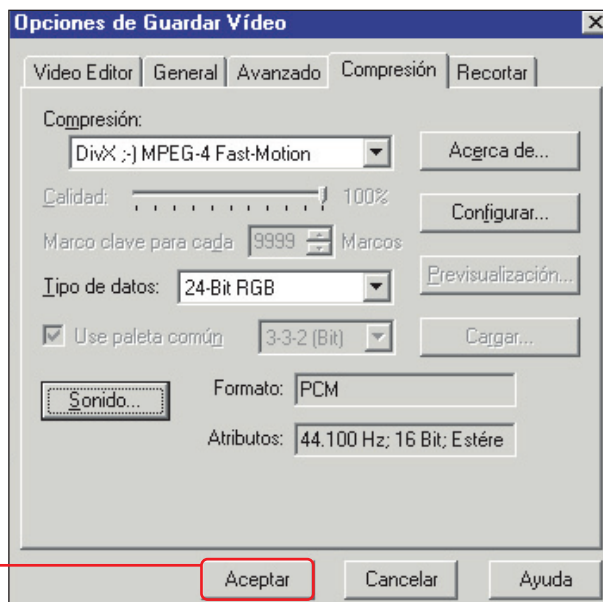 Opciones de Guardar Vídeo
Video Editor General Avanzado Compresión Recortar
Compresión:
DivX ;-) MPEG-4 Fast-Motion
Acerca de...
Calidad: 100%
Configurar...
Marco clave para cada 9999 Marcos
Previsualización...
Tipo de datos: 24-Bit RGB
Use paleta común 3-3-2 (Bit)
Cargar...
Sonido...
Formato: PCM
Atributos: 44.100 Hz; 16 Bit; Estére
Aceptar Cancelar Ayuda